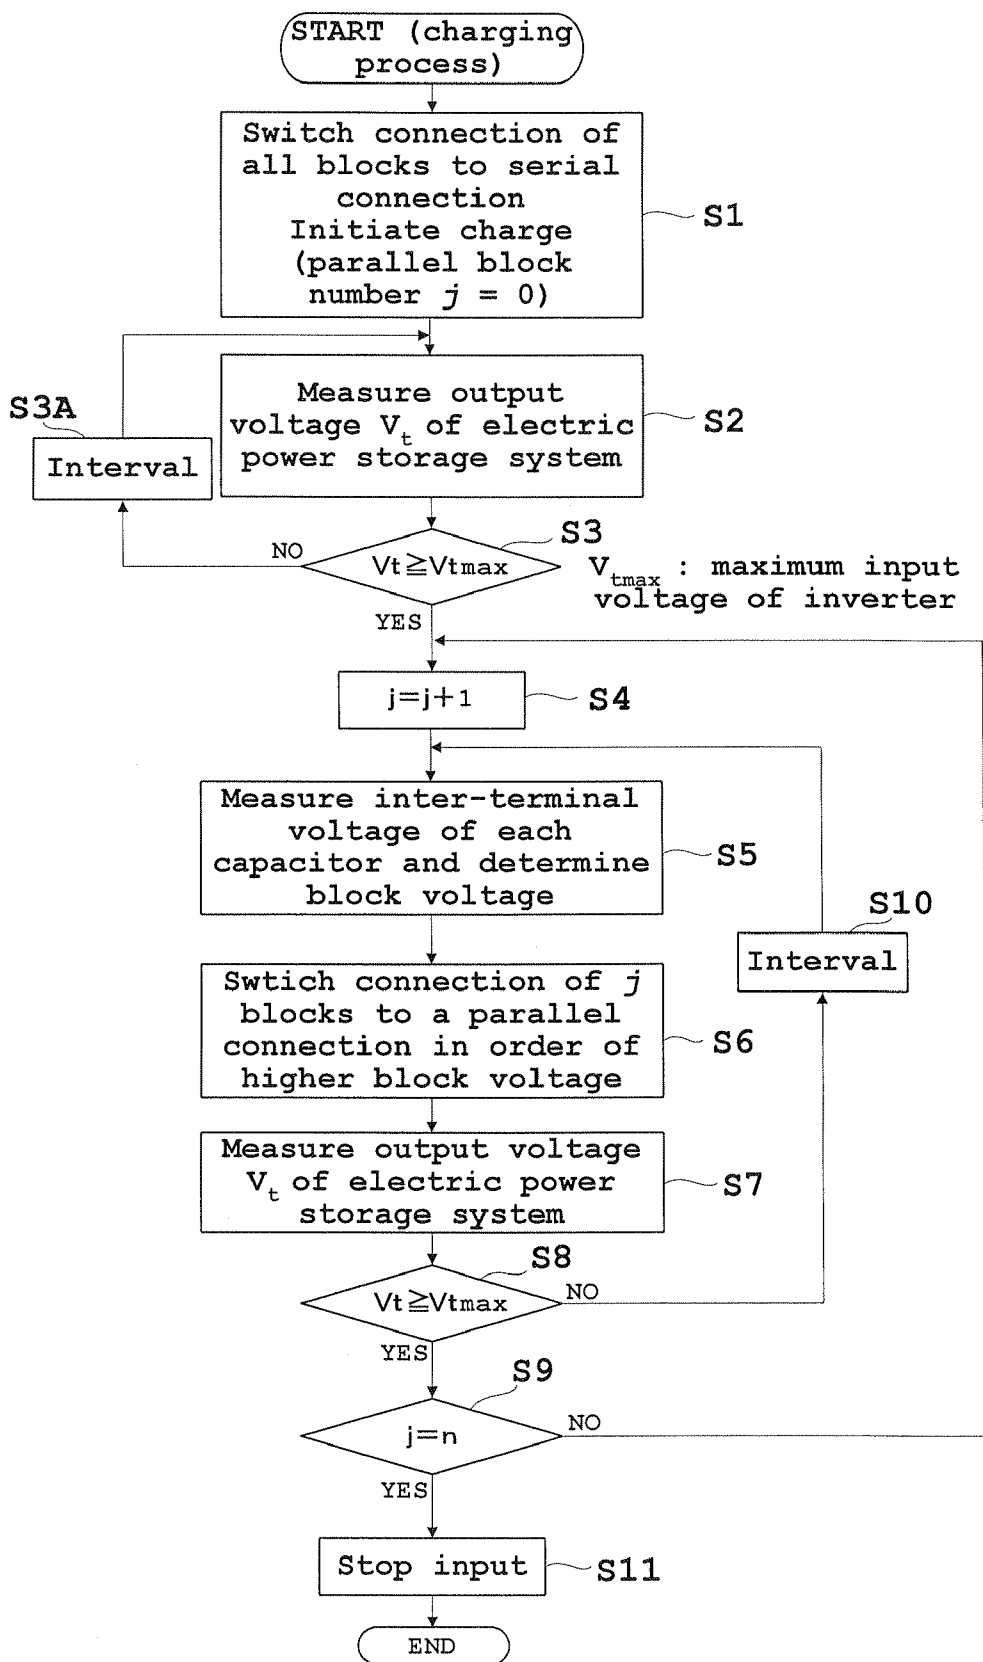 START (charging
process)
Switch connection of
all blocks to serial
connection
Initiate charge
(parallel block
number j = 0)
S1
Measure output
voltage Vt of electric
power storage system
S2
S3A
Interval
S3
NO
Vt≧Vtmax
Vtmax : maximum input
voltage of inverter
YES
j=j+1
S4
Measure inter-terminal
voltage of each
capacitor and determine
block voltage
S5
S10
Interval
Swtich connection of j
blocks to a parallel
connection in order of
higher block voltage
S6
Measure output voltage
Vt of electric power
storage system
S7
S8
Vt≧Vtmax
NO
YES
S9
j=n
NO
YES
Stop input
S11
END